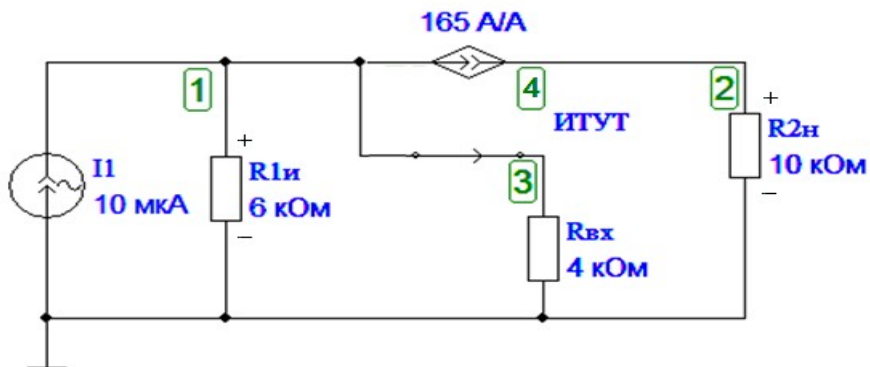 165 A/A
1
4
2
+
ИТУТ
R2н
10 кОм
–
I1
10 мкА
+
R1и
6 кОм
–
3
Rвх
4 кОм